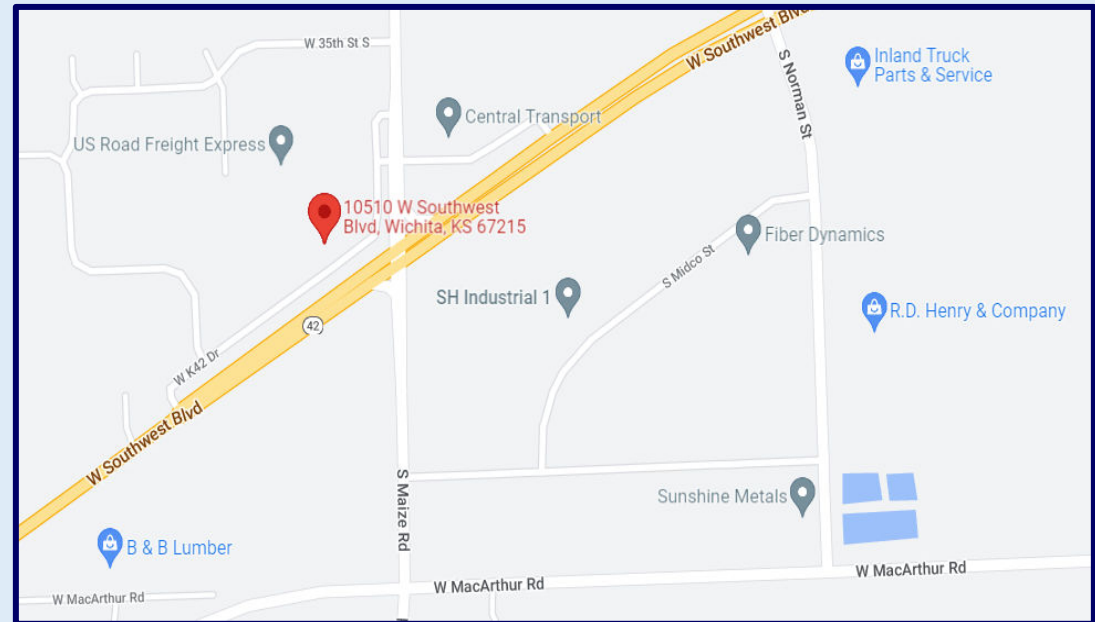 W Southwest Blvd
W 35th St S
Inland Truck
Parts & Service
S Norman St
Central Transport
US Road Freight Express
10510 W Southwest
Blvd, Wichita, KS 67215
Fiber Dynamics
S Midco St
SH Industrial 1
R.D. Henry & Company
42
W K42 Dr
W Southwest Blvd
S Maize Rd
Sunshine Metals
B & B Lumber
W MacArthur Rd
W MacArthur Rd
W MacArthur Rd